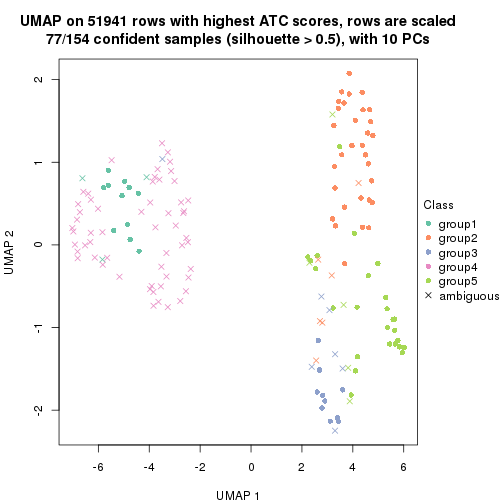 UMAP on 51941 rows with highest ATC scores, rows are scaled
77/154 confident samples (silhouette > 0.5), with 10 PCs
2
1
0
-1
-2
UMAP 2
-6
-4
-2
0
2
4
6
UMAP 1
Class
group1
group2
group3
group4
group5
ambiguous